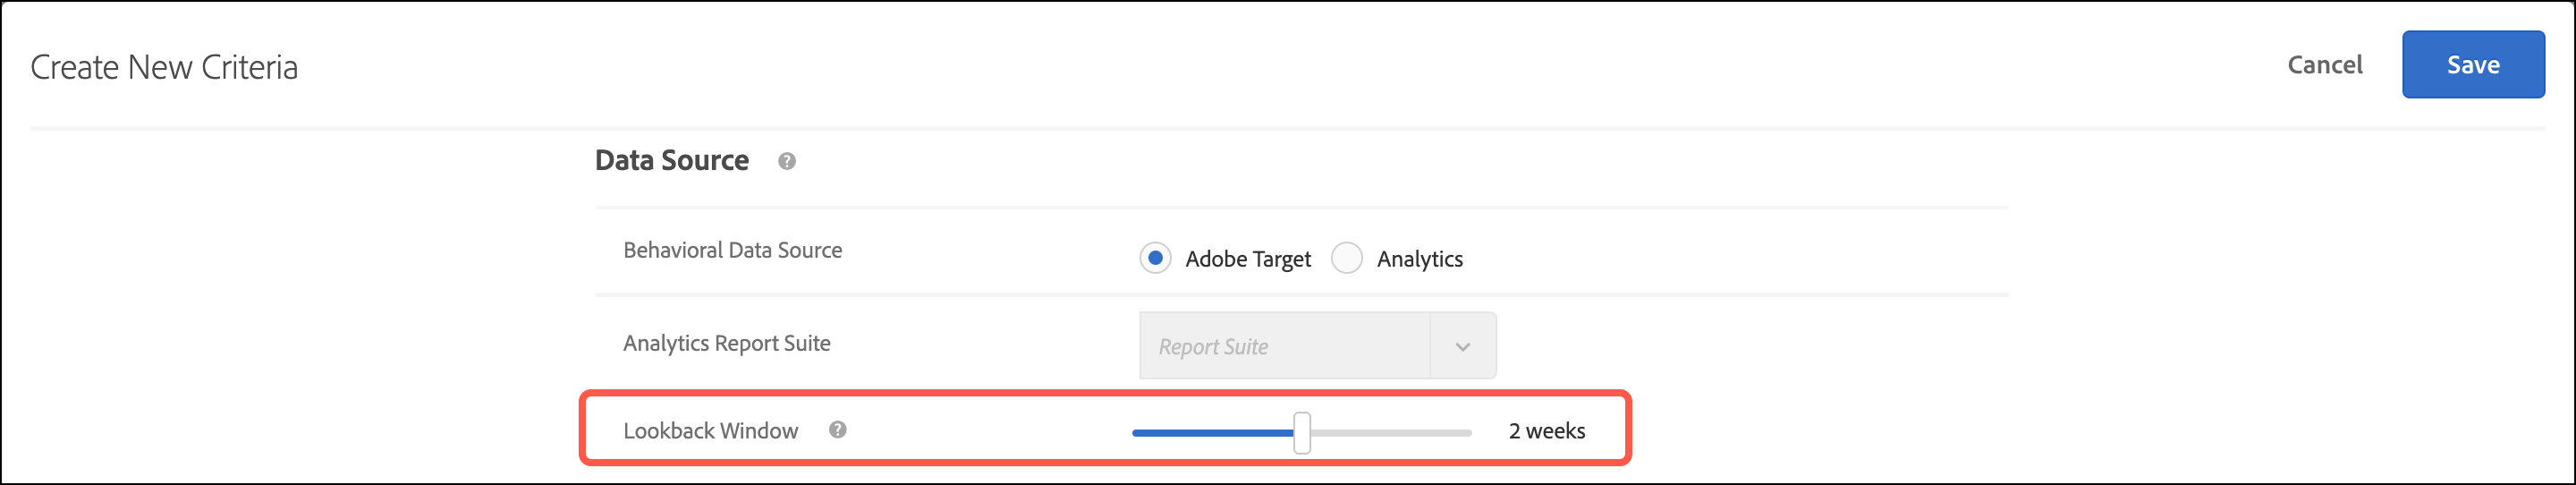 Create New Criteria
Cancel
Save
Data Source ?
Behavioral Data Source
Adobe Target
Analytics
Analytics Report Suite
Report Suite
Lookback Window ?
2 weeks